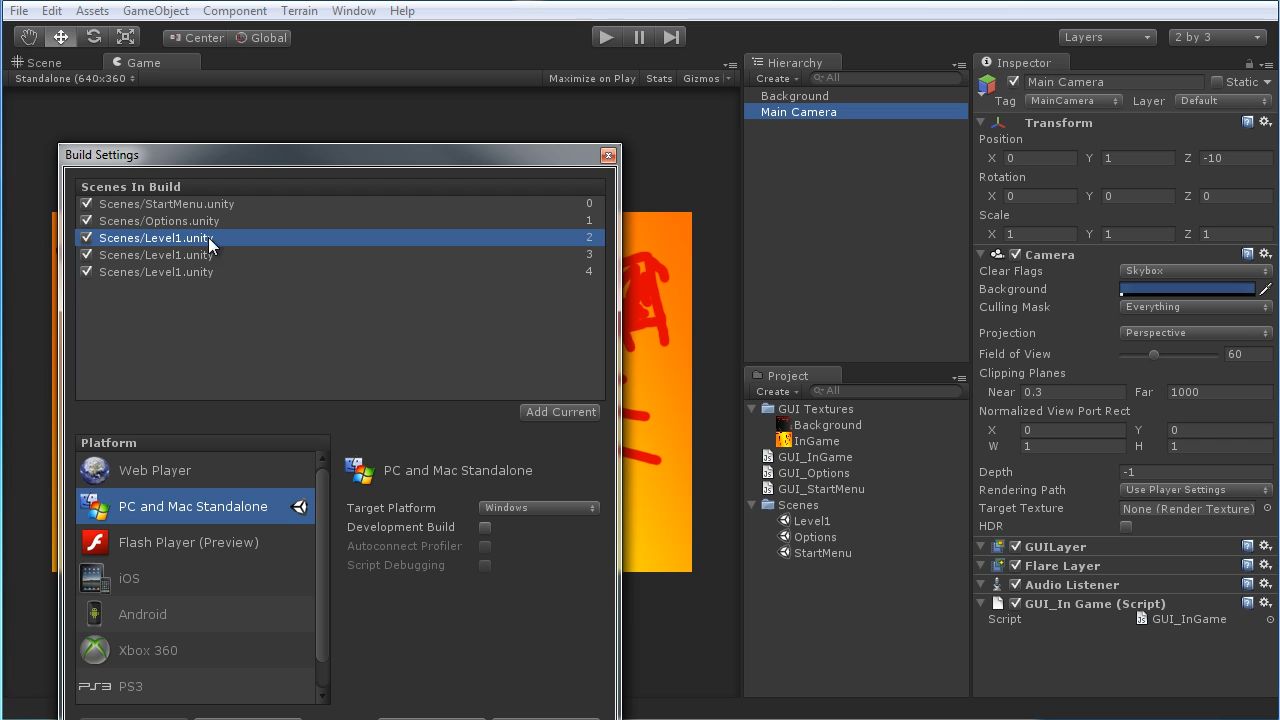 File Edit Assets GameObject Component Terrain Window Help
Center Global Layers 2 by 3
Scene Game
Standalone (640x360) Maximize on Play Stats Gizmos
Build Settings
Scenes In Build
Scenes/StartMenu.unity 0
Scenes/Options.unity 1
Scenes/Level1.unity 2
Scenes/Level1.unity 3
Scenes/Level1.unity 4
Add Current
Platform
Web Player
PC and Mac Standalone
Flash Player (Preview)
iOS
Android
Xbox 360
PS3 PS3
PC and Mac Standalone
Target Platform Windows
Development Build
Autoconnect Profiler
Script Debugging
Hierarchy
Create All
Background
Main Camera
Project
Create All
GUI Textures
Background
InGame
GUI_InGame
GUI_Options
GUI_StartMenu
Scenes
Level1
Options
StartMenu
Inspector
Main Camera Static
Tag MainCamera Layer Default
Transform
Position
X 0 Y 1 Z -10
Rotation
X 0 Y 0 Z 0
Scale
X 1 Y 1 Z 1
Camera
Clear Flags Skybox
Background
Culling Mask Everything
Projection Perspective
Field of View 60
Clipping Planes
Near 0.3 Far 1000
Normalized View Port Rect
X 0 Y 0
W 1 H 1
Depth -1
Rendering Path Use Player Settings
Target Texture None (Render Texture)
HDR
GUILayer
Flare Layer
Audio Listener
GUI_In Game (Script)
Script GUI_InGame